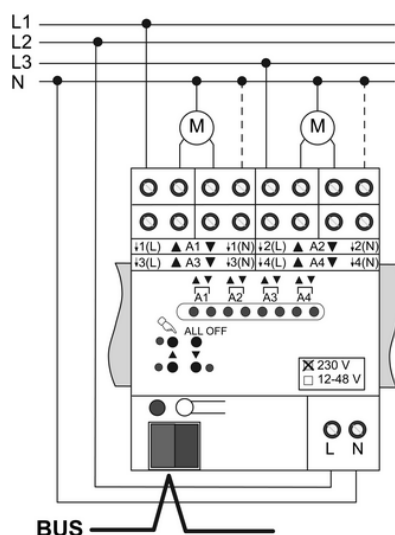 L1
L2
L3
N
M M
↓1(L) ▲ A1 ▼ ↓1(N) ↓2(L) ▲ A2 ▼ ↓2(N)
↓3(L) ▲ A3 ▼ ↓3(N) ↓4(L) ▲ A4 ▼ ↓4(N)
▲ ▼ ▲ ▼ ▲ ▼ ▲ ▼
A1 A2 A3 A4
ALL OFF
▲ ▼
☒ 230 V
☐ 12-48 V
L N
BUS